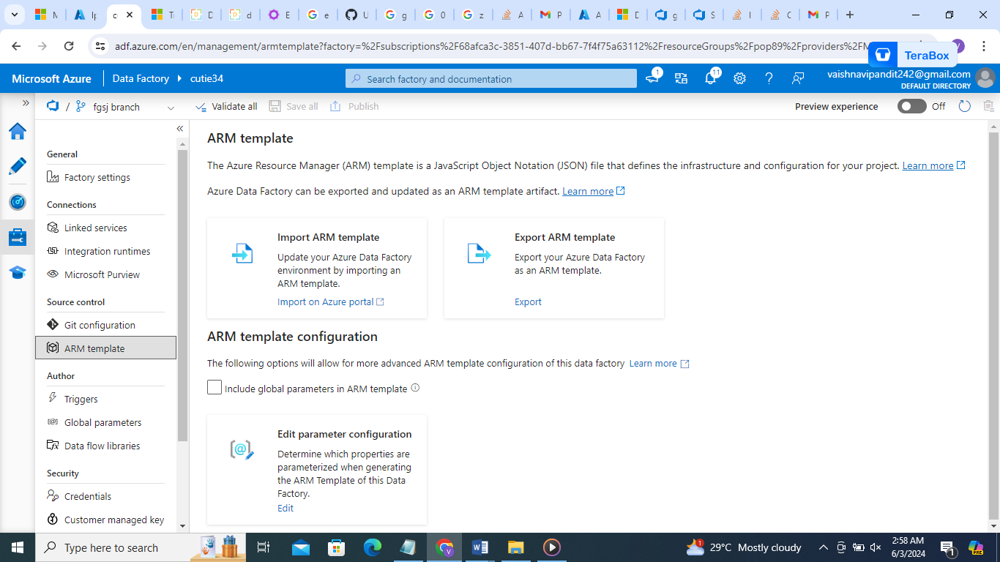 M
Ip
c
Ti
D
d
E
e
U
g
0
z
A
P
A
D
g
S
I
C
P
adf.azure.com/en/management/armtemplate?factory=%2Fsubscriptions%2F68afca3c-3851-407d-bb67-7f4f75a63112%2FresourceGroups%2Fpop89%2Fproviders%2FM
TeraBox
Microsoft Azure
Data Factory
cutie34
Search factory and documentation
1
11
vaishnavipandit242@gmail.com
DEFAULT DIRECTORY
/
fgsj branch
Validate all
Save all
Publish
Preview experience
Off
General
Factory settings
Connections
Linked services
Integration runtimes
Microsoft Purview
Source control
Git configuration
ARM template
Author
Triggers
Global parameters
Data flow libraries
Security
Credentials
Customer managed key
ARM template
The Azure Resource Manager (ARM) template is a JavaScript Object Notation (JSON) file that defines the infrastructure and configuration for your project. Learn more
Azure Data Factory can be exported and updated as an ARM template artifact. Learn more
Import ARM template
Update your Azure Data Factory
environment by importing an
ARM template.
Import on Azure portal
Export ARM template
Export your Azure Data Factory
as an ARM template.
Export
ARM template configuration
The following options will allow for more advanced ARM template configuration of this data factory Learn more
Include global parameters in ARM template
Edit parameter configuration
Determine which properties are
parameterized when generating
the ARM Template of this Data
Factory.
Edit
Type here to search
1
29°C Mostly cloudy
2:58 AM
6/3/2024
1
PRE